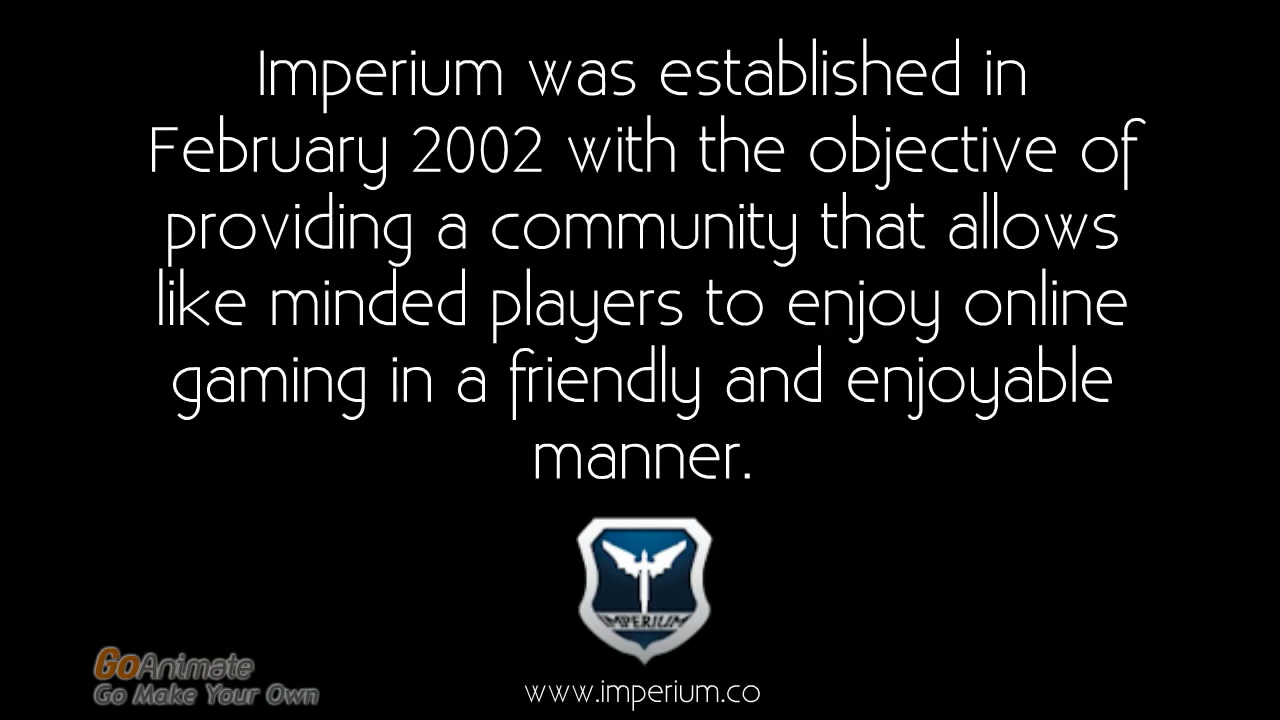 Imperium was established in
February 2002 with the objective of
providing a community that allows
like minded players to enjoy online
gaming in a friendly and enjoyable
manner.
IMPERIUM
GoAnimate
Go Make Your Own
www.imperium.co